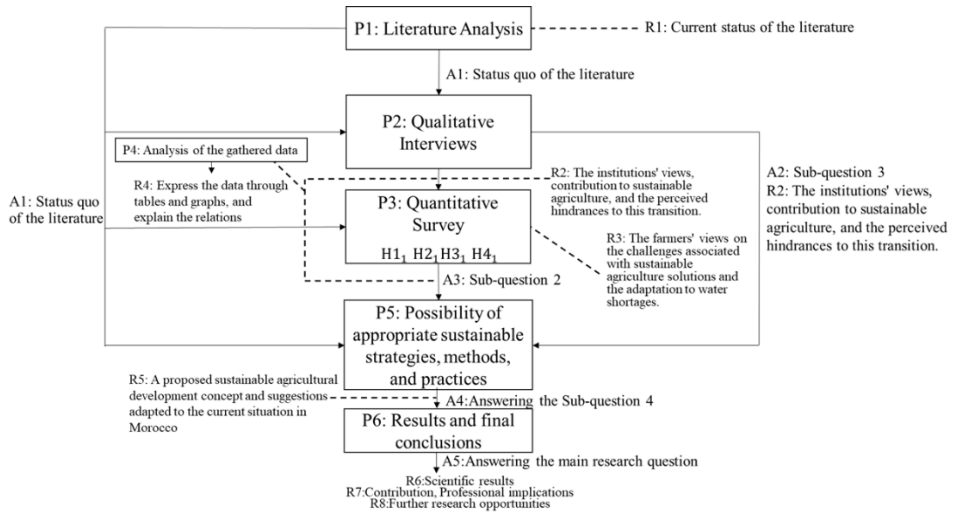 P1: Literature Analysis
R1: Current status of the literature
A1: Status quo of the literature
P2: Qualitative
Interviews
P4: Analysis of the gathered data
R4: Express the data through
tables and graphs, and
explain the relations
A1: Status quo
of the literature
R2: The institutions' views,
contribution to sustainable
agriculture, and the perceived
hindrances to this transition.
A2: Sub-question 3
R2: The institutions' views,
contribution to sustainable
agriculture, and the perceived
hindrances to this transition.
P3: Quantitative
Survey
H1₁ H2₁H3₁ H4₁
R3: The farmers' views on
the challenges associated
with sustainable
agriculture solutions and
the adaptation to water
shortages.
A3: Sub-question 2
P5: Possibility of
appropriate sustainable
strategies, methods,
and practices
R5: A proposed sustainable agricultural
development concept and suggestions
adapted to the current situation in
Morocco
A4:Answering the Sub-question 4
P6: Results and final
conclusions
A5:Answering the main research question
R6:Scientific results
R7:Contribution, Professional implications
R8:Further research opportunities